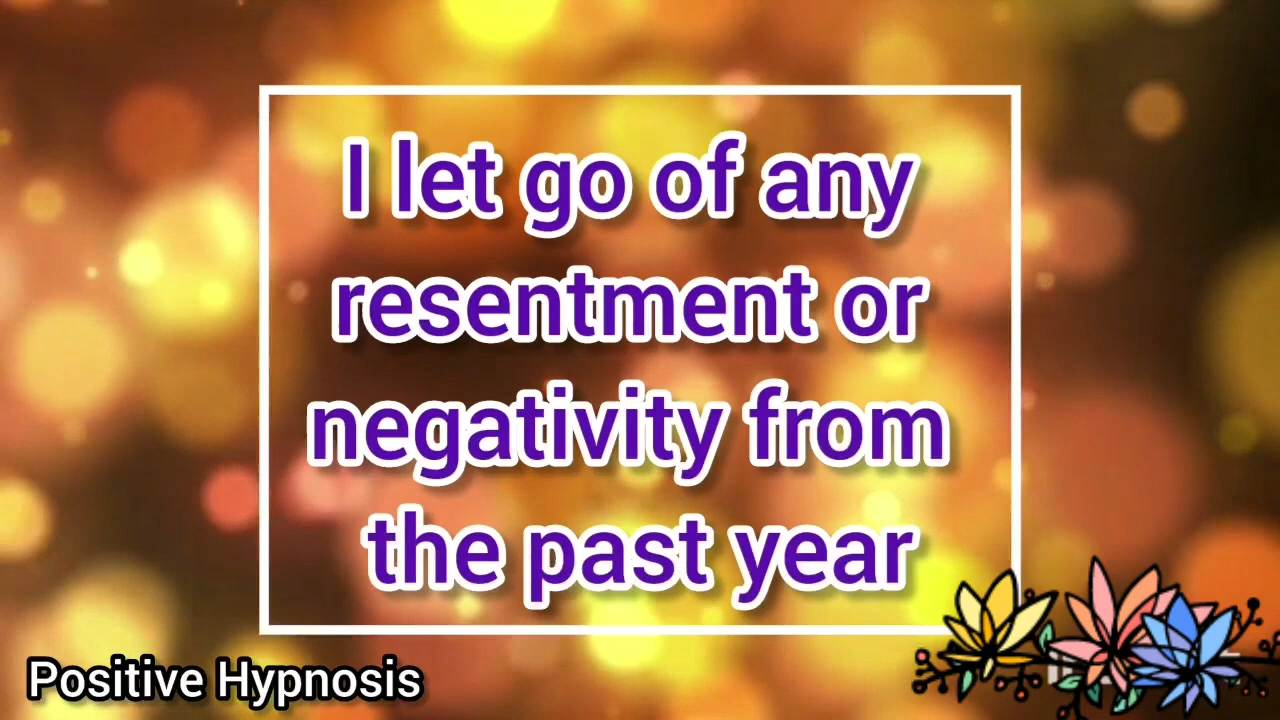 I let go of any
resentment or
negativity from
the past year
Positive Hypnosis